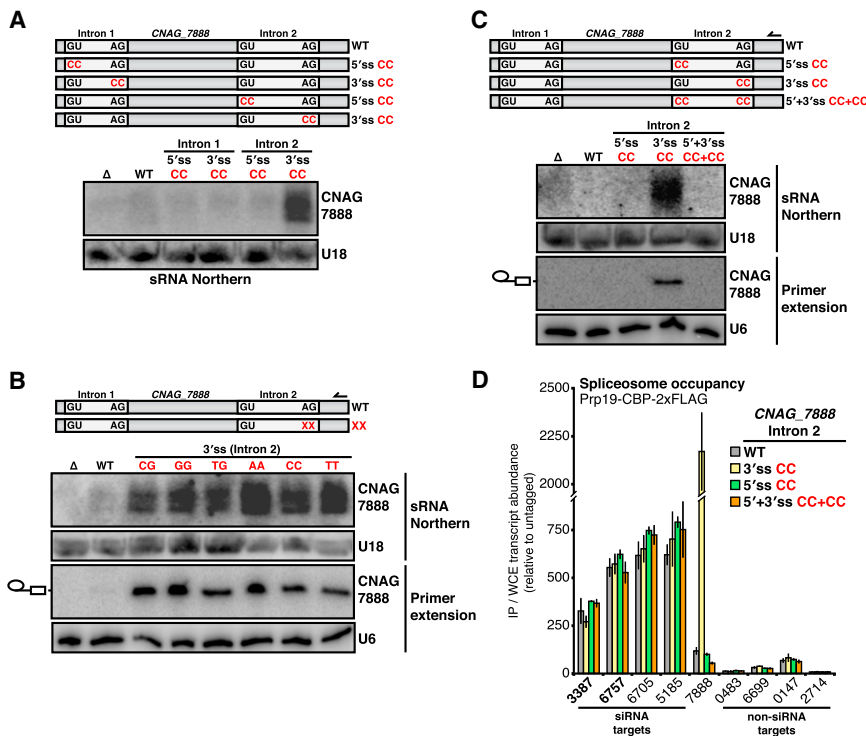 A
Intron 1 CNAG_7888 Intron 2
GU AG GU AG WT
CC AG GU AG 5′ss CC
GU CC GU AG 3′ss CC
GU AG CC AG 5′ss CC
GU AG GU CC 3′ss CC
Intron 1 Intron 2
5′ss 3′ss 5′ss 3′ss
Δ WT CC CC CC CC
CNAG
7888
U18
sRNA Northern
B
Intron 1 CNAG_7888 Intron 2
GU AG GU AG WT
GU AG GU XX XX
3′ss (Intron 2)
Δ WT CG GG TG AA CC TT
CNAG
7888
sRNA
Northern
U18
CNAG
7888
Primer
extension
U6
C
Intron 1 CNAG_7888 Intron 2
GU AG GU AG WT
GU AG CC AG 5′ss CC
GU AG GU CC 3′ss CC
GU AG CC CC 5′+3′ss CC+CC
Intron 2
5′ss 3′ss 5′+3′ss
Δ WT CC CC CC+CC
CNAG
7888
sRNA
Northern
U18
CNAG
7888
Primer
extension
U6
D
Spliceosome occupancy
Prp19-CBP-2xFLAG
CNAG_7888
Intron 2
WT
3′ss CC
5′ss CC
5′+3′ss CC+CC
IP / WCE transcript abundance
(relative to untagged)
2500
2250
2000
750
500
250
0
3387 6757 6705 5185 7888 0483 6699 0147 2714
siRNA
targets
non-siRNA
targets